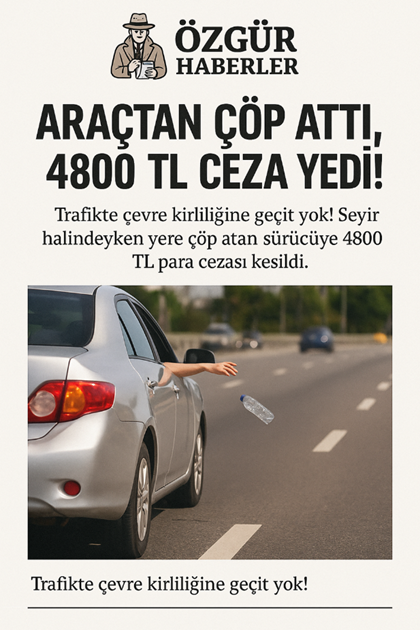 ÖZGÜR
HABERLER
ARAÇTAN ÇÖP ATTI,
4800 TL CEZA YEDİ!
Trafikte çevre kirliliğine geçit yok! Seyir
halindeyken yere çöp atan sürücüye 4800
TL para cezası kesildi.
Trafikte çevre kirliliğine geçit yok!